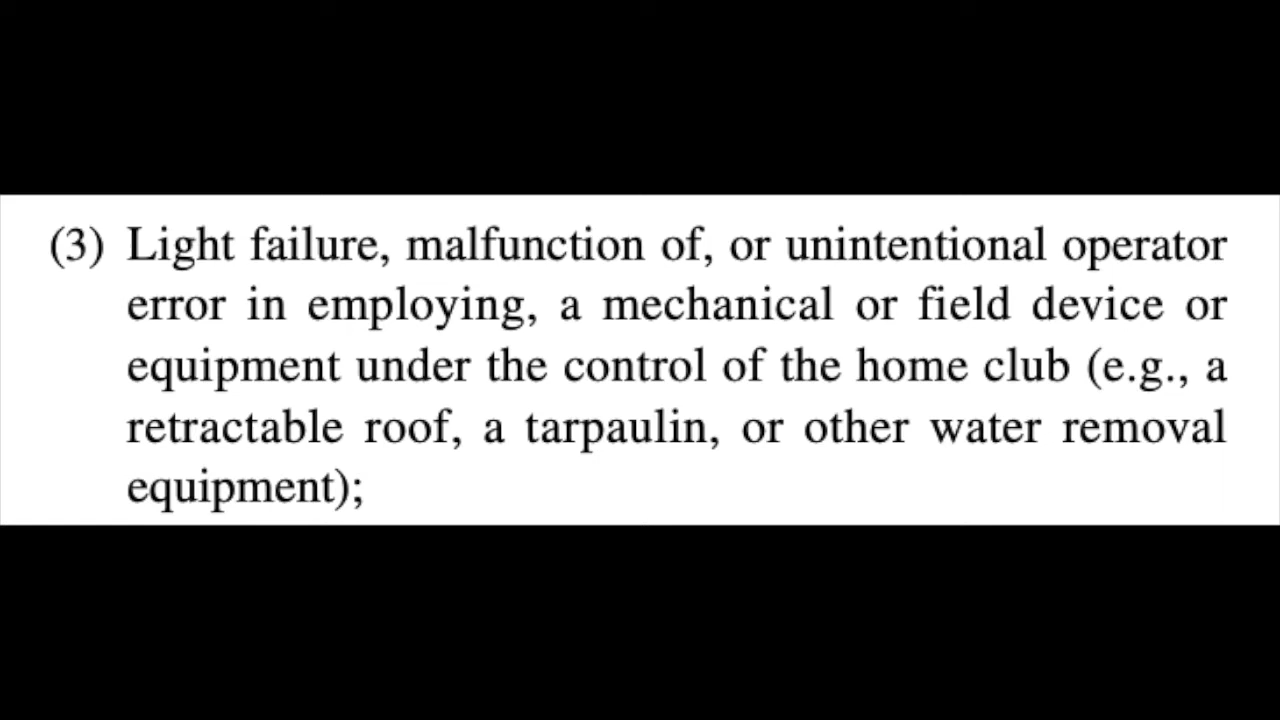 (3) Light failure, malfunction of, or unintentional operator
error in employing, a mechanical or field device or
equipment under the control of the home club (e.g., a
retractable roof, a tarpaulin, or other water removal
equipment);